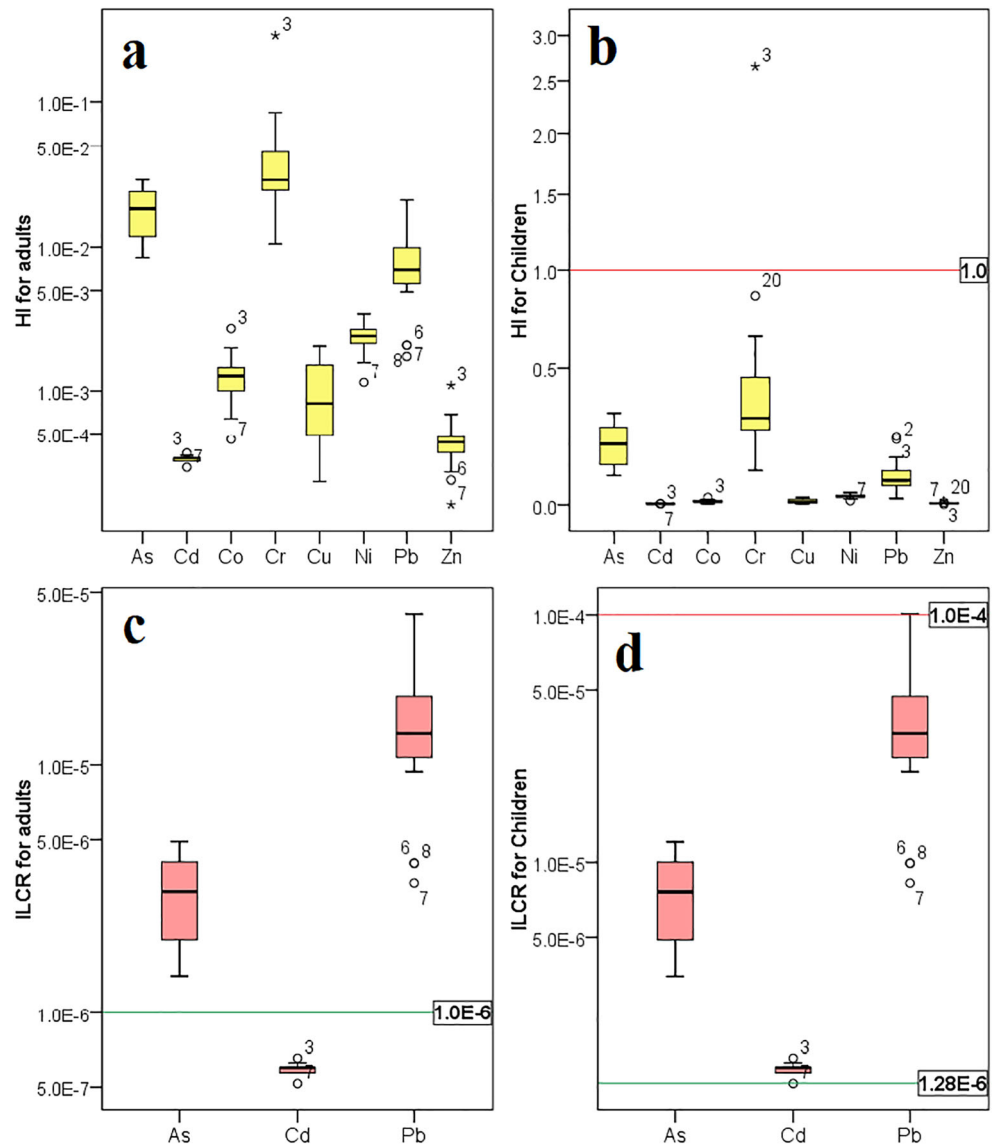 a
HI for adults
1.0E-1
5.0E-2
1.0E-2
5.0E-3
1.0E-3
5.0E-4
3
3
7
3
7
7
6
8
7
3
6
7
As Cd Co Cr Cu Ni Pb Zn
b
HI for Children
3.0
2.5
2.0
1.5
1.0
0.5
0.0
3
1.0
20
3
7
3
7
2
3
7
20
3
As Cd Co Cr Cu Ni Pb Zn
c
ILCR for adults
5.0E-5
1.0E-5
5.0E-6
1.0E-6
5.0E-7
6 8
7
1.0E-6
3
7
As Cd Pb
d
ILCR for Children
1.0E-4
5.0E-5
1.0E-5
5.0E-6
1.0E-4
6 8
7
3
7
1.28E-6
As Cd Pb